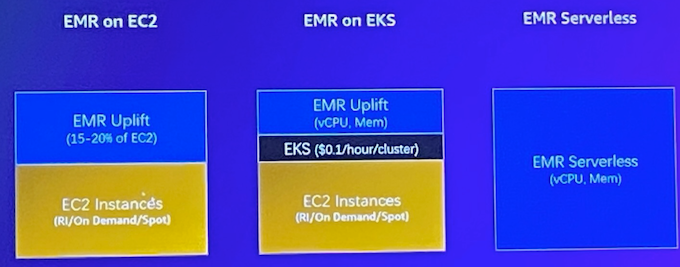 EMR on EC2
EMR on EKS
EMR Serverless
EMR Uplift
(15-20% of EC2)
EC2 Instances
(RI/On Demand/Spot)
EMR Uplift
(vCPU, Mem)
EKS ($0.1/hour/cluster)
EC2 Instances
(RI/On Demand/Spot)
EMR Serverless
(vCPU, Mem)